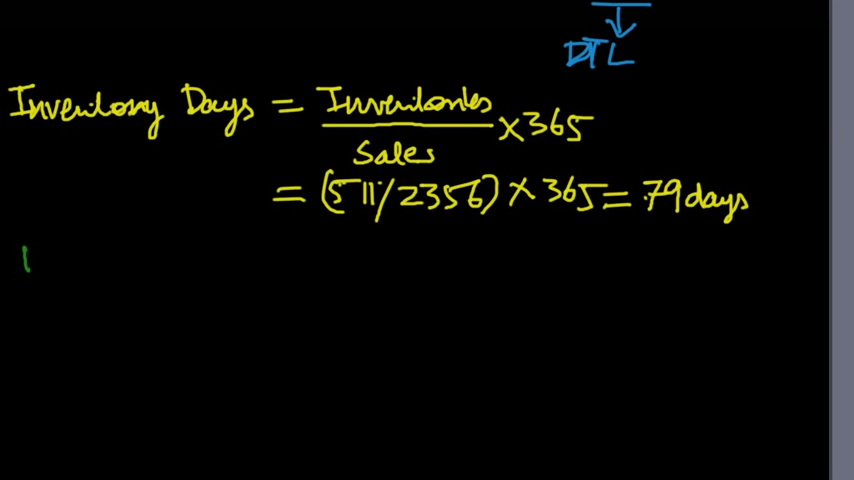 DTL
Inventory Days = Inventories
Sales × 365
= (511/2356) × 365 = 79 days